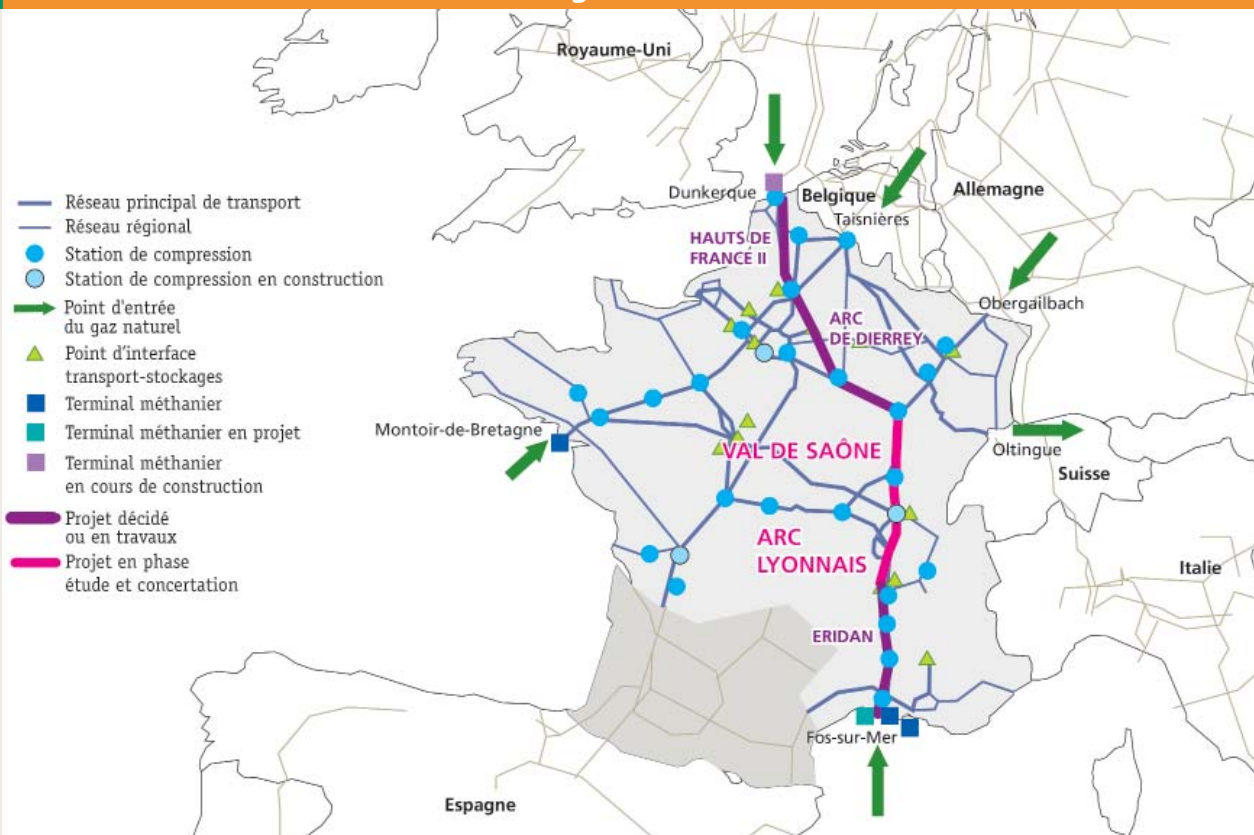 Royaume-Uni
Dunkerque
Belgique
Taisnières
Allemagne
Réseau principal de transport
Réseau régional
Station de compression
Station de compression en construction
Point d'entrée
du gaz naturel
Point d'interface
transport-stockages
Terminal méthanier
Terminal méthanier en projet
Terminal méthanier
en cours de construction
Projet décidé
ou en travaux
Projet en phase
étude et concertation
HAUTS DE
FRANCE II
Obergailbach
ARC
DE DIERREY
Montoir-de-Bretagne
VAL DE SAÔNE
Oltingue
Suisse
ARC
LYONNAIS
Italie
ERIDAN
Fos-sur-Mer
Espagne